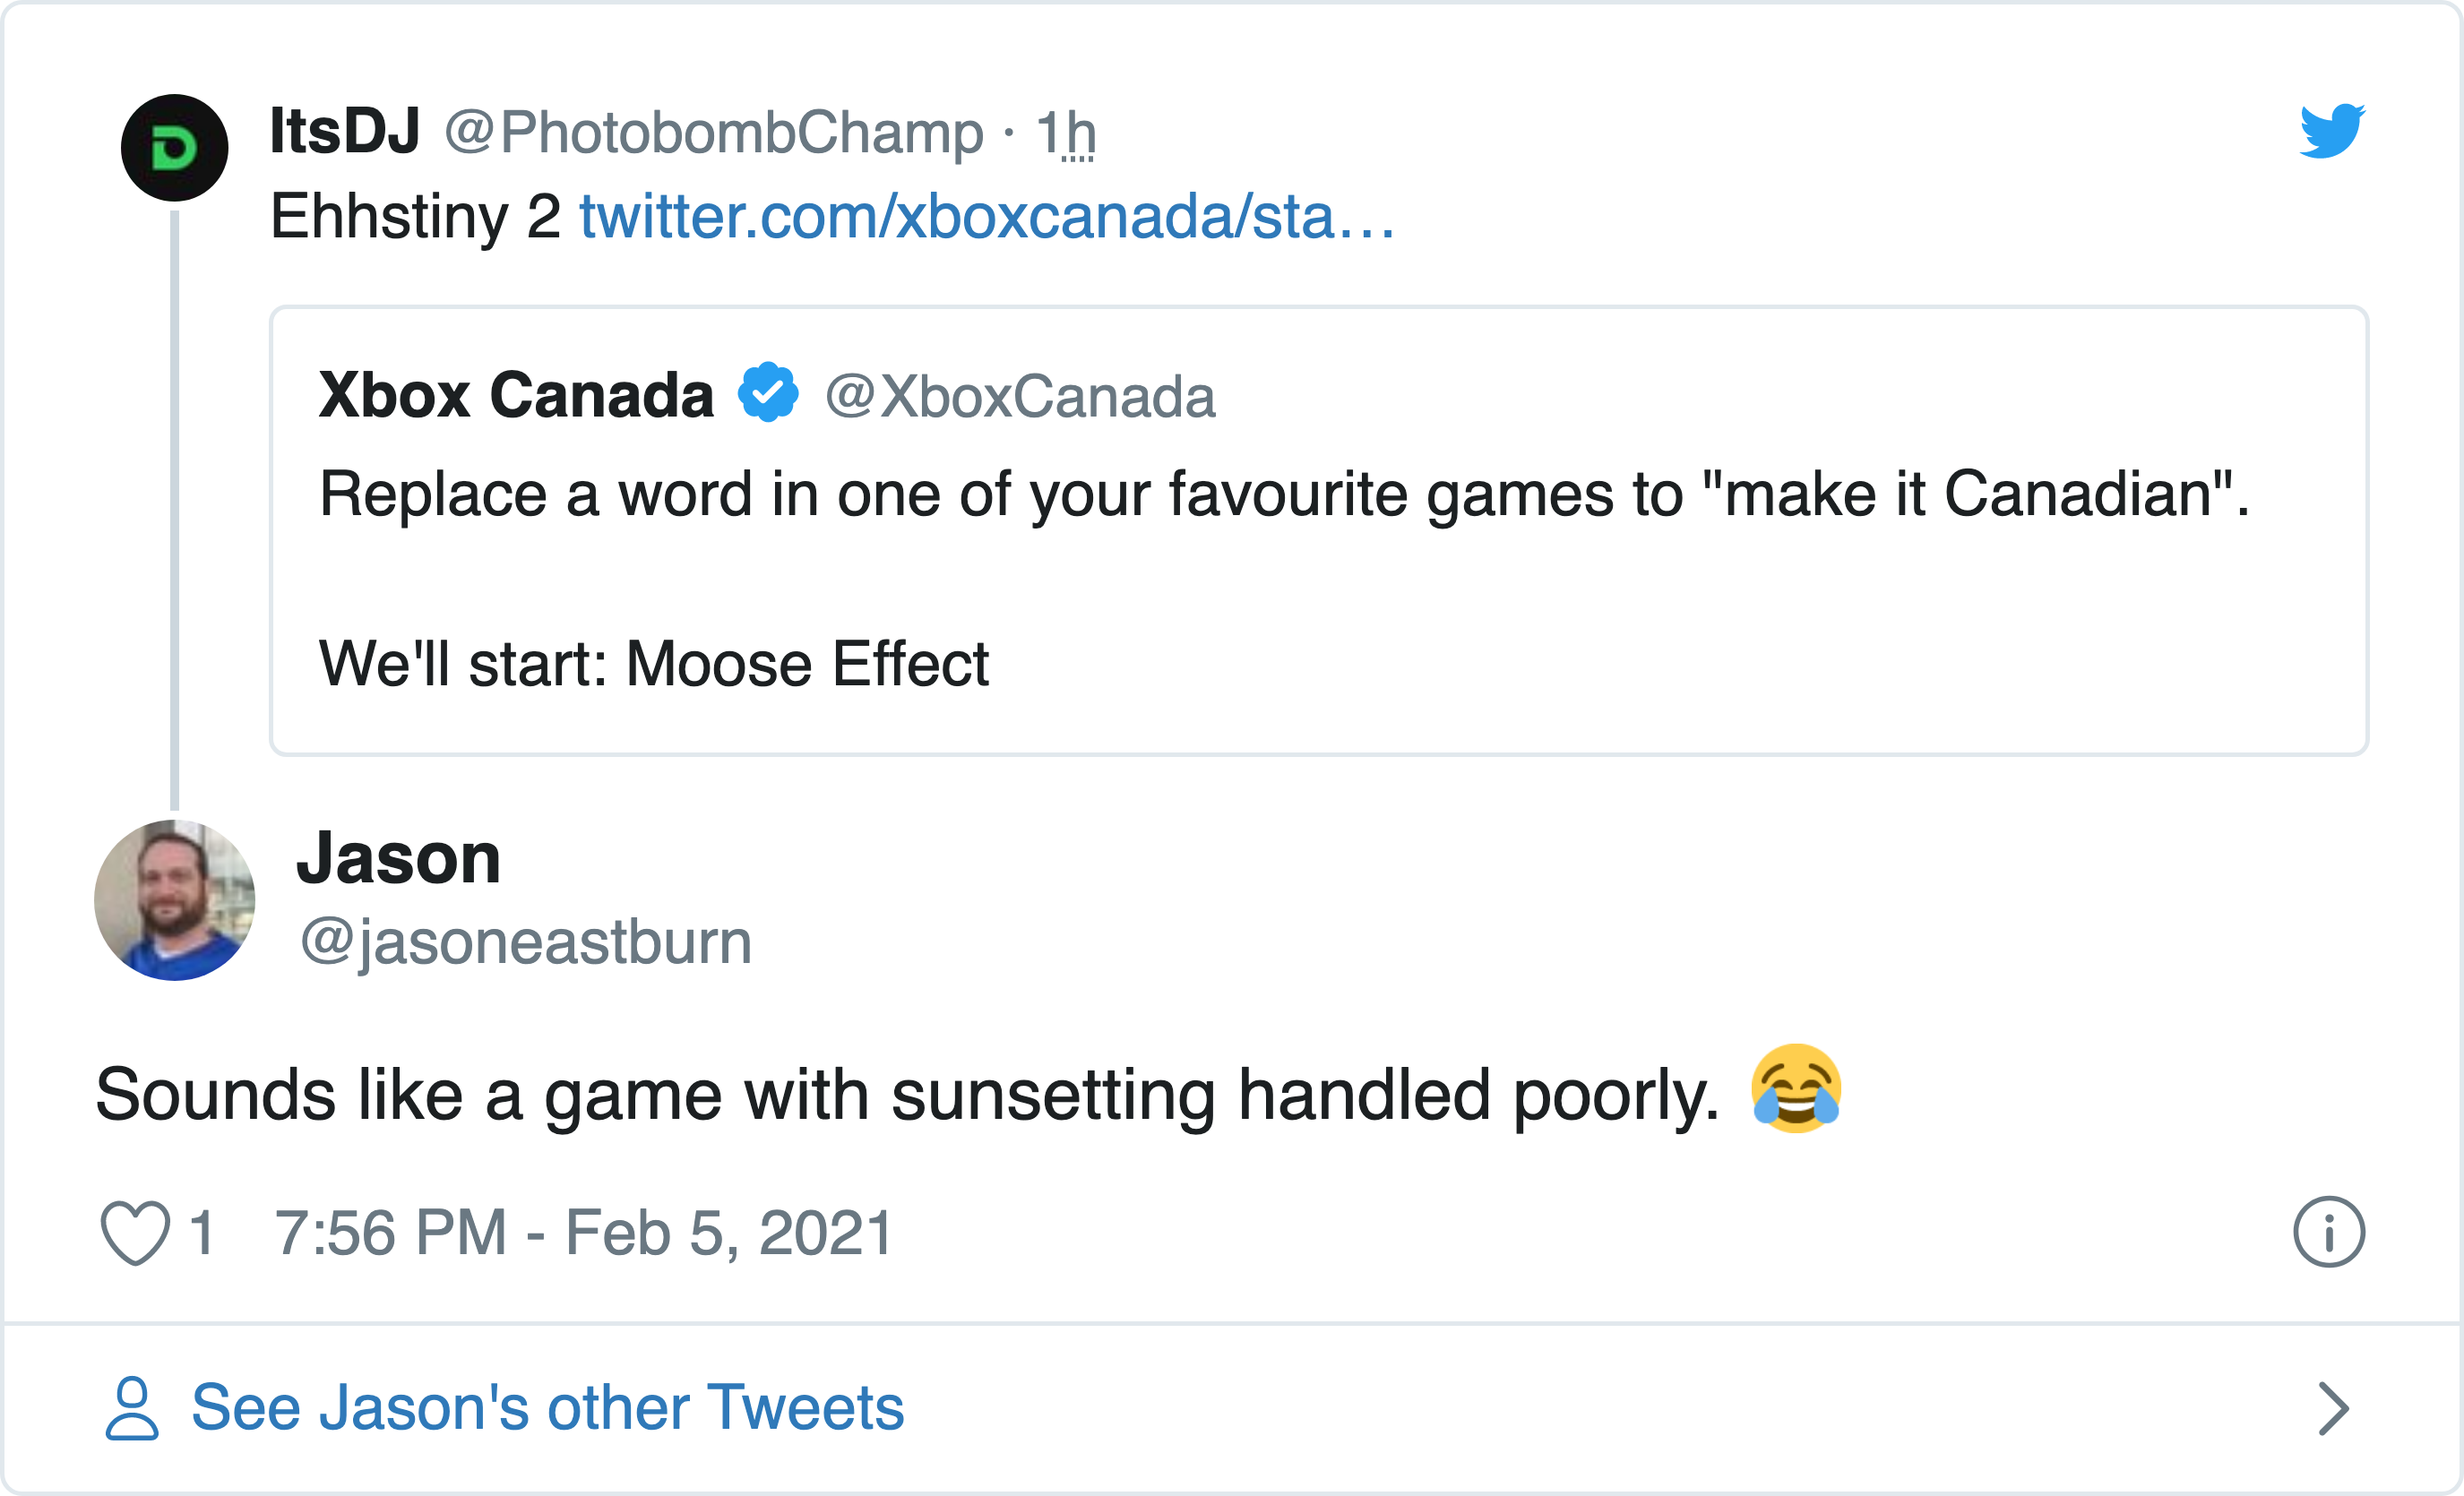 ItsDJ @PhotobombChamp · 1h
Ehhstiny 2 twitter.com/xboxcanada/sta…
Xbox Canada @XboxCanada
Replace a word in one of your favourite games to "make it Canadian".
We'll start: Moose Effect
Jason
@jasoneastburn
Sounds like a game with sunsetting handled poorly. 😂
1 7:56 PM - Feb 5, 2021
See Jason's other Tweets